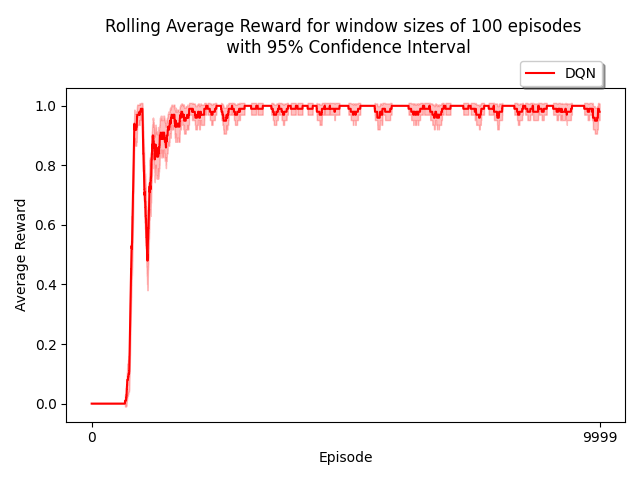 Rolling Average Reward for window sizes of 100 episodes
with 95% Confidence Interval
DQN
1.0
0.8
0.6
0.4
0.2
0.0
Average Reward
0
9999
Episode